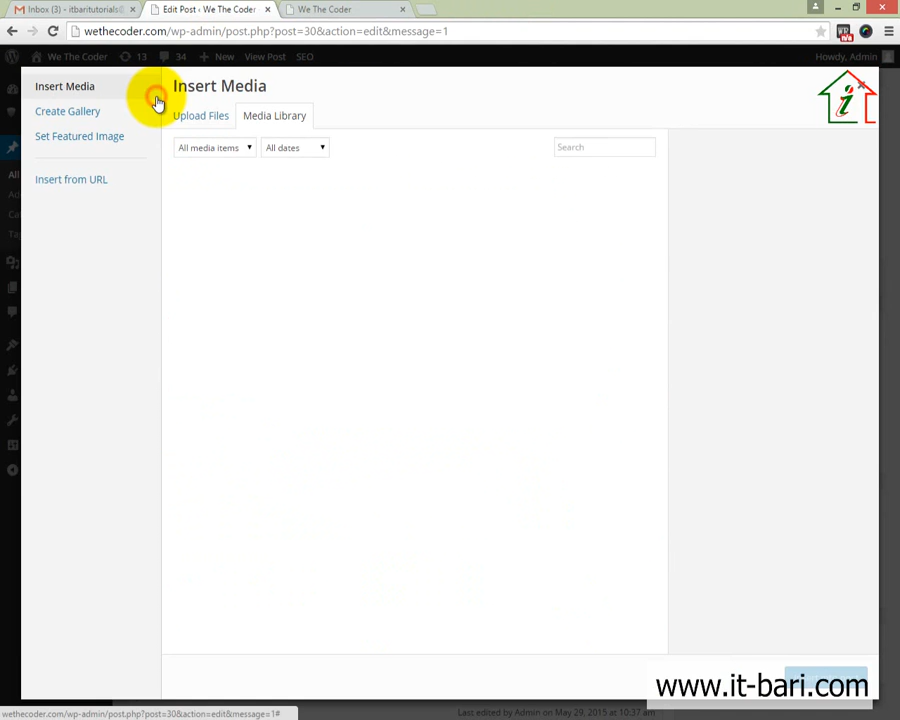 Inbox (3) - itbaritutorials@
Edit Post ‹ We The Coder
We The Coder
wethecoder.com/wp-admin/post.php?post=30&action=edit&message=1
We The Coder 13 34 New View Post SEO Howdy, Admin
Insert Media
Create Gallery
Set Featured Image
Insert from URL
Insert Media
Upload Files Media Library
All media items All dates Search
All
www.it-bari.com
wethecoder.com/wp-admin/post.php?post=30&action=edit&message=1#
Last edited by Admin on May 29, 2015 at 10:37 am